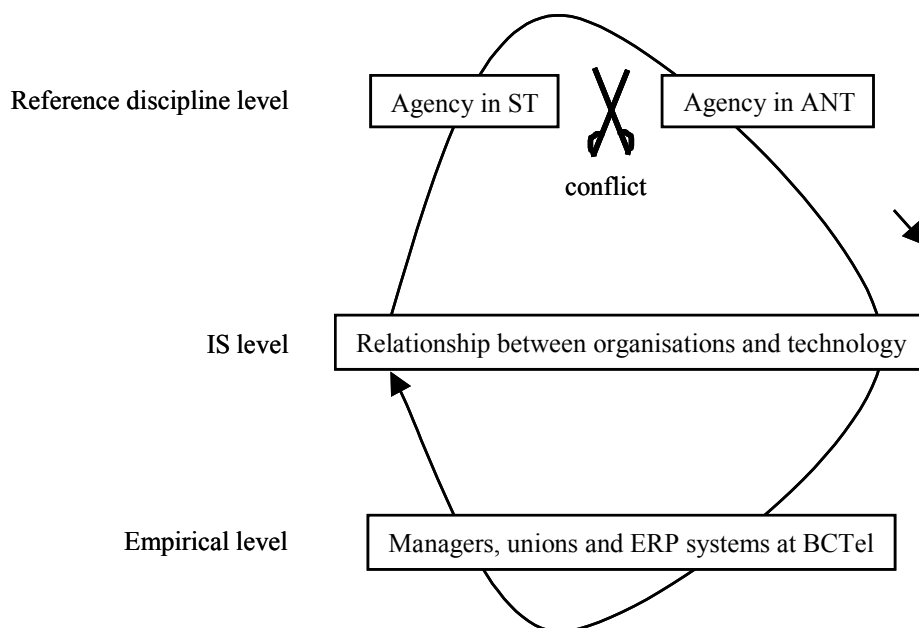 Reference discipline level
Agency in ST
Agency in ANT
conflict
IS level
Relationship between organisations and technology
Empirical level
Managers, unions and ERP systems at BCTel